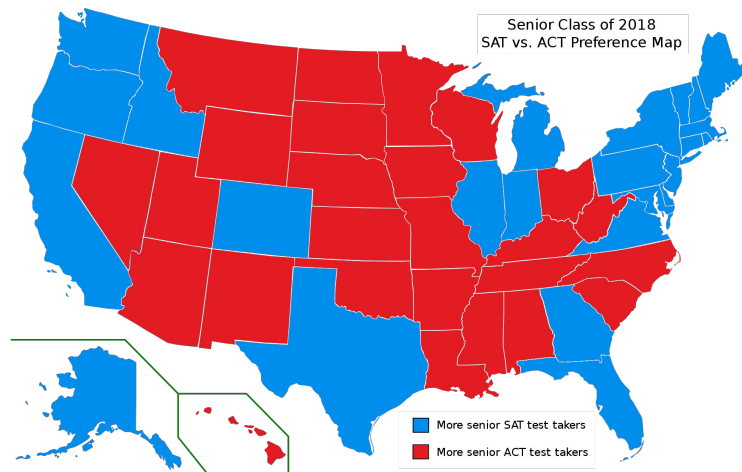 Senior Class of 2018
SAT vs. ACT Preference Map
More senior SAT test takers
More senior ACT test takers